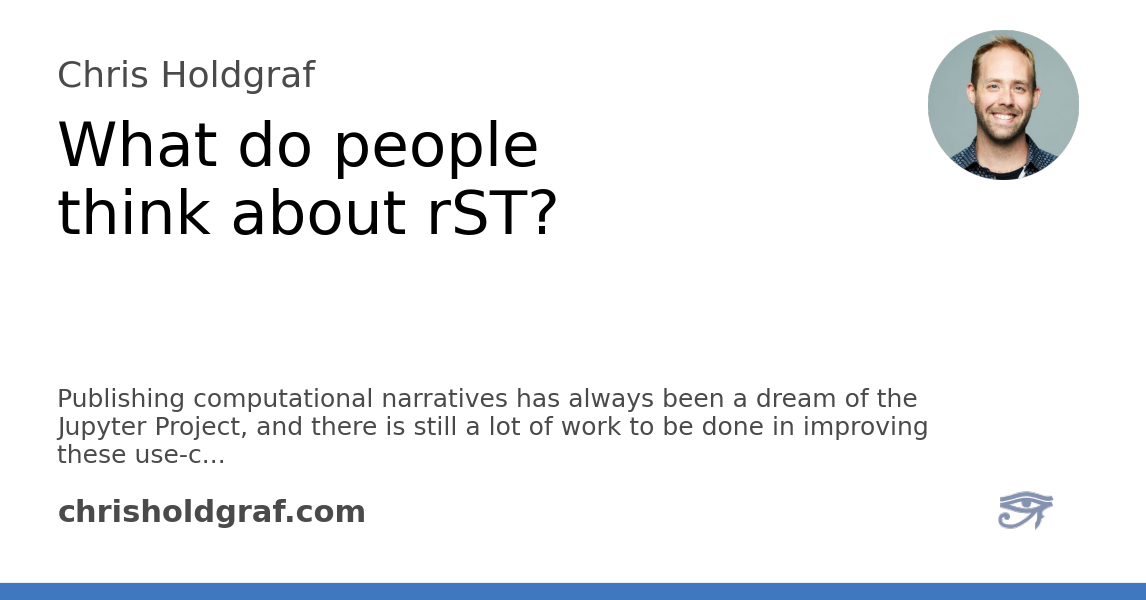 Chris Holdgraf
What do people
think about rST?
Publishing computational narratives has always been a dream of the
Jupyter Project, and there is still a lot of work to be done in improving
these use-c...
chrisholdgraf.com